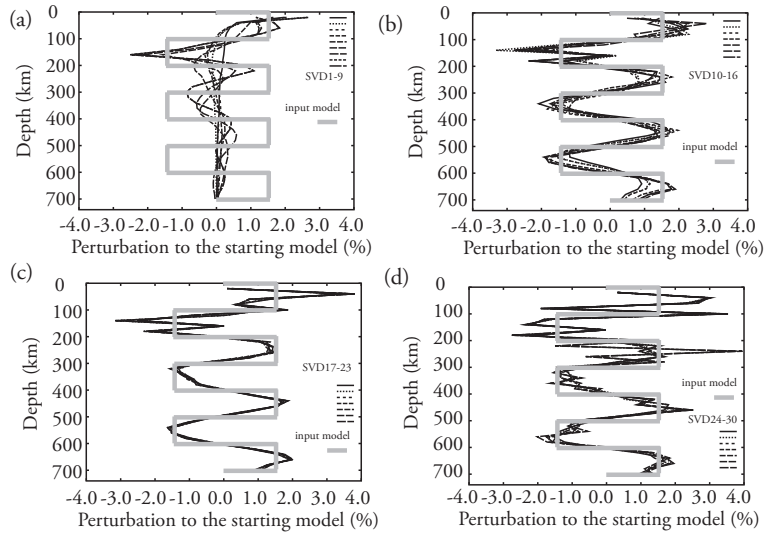 (a)
0
100
200
300
400
500
600
700
Depth (km)
SVD1-9
input model
-4.0 -3.0 -2.0 -1.0 0.0 1.0 2.0 3.0 4.0
Perturbation to the starting model (%)
(b)
0
100
200
300
400
500
600
700
Depth (km)
SVD10-16
input model
-4.0 -3.0 -2.0 -1.0 0.0 1.0 2.0 3.0 4.0
Perturbation to the starting model (%)
(c)
0
100
200
300
400
500
600
700
Depth (km)
SVD17-23
input model
-4.0 -3.0 -2.0 -1.0 0.0 1.0 2.0 3.0 4.0
Perturbation to the starting model (%)
(d)
0
100
200
300
400
500
600
700
Depth (km)
input model
SVD24-30
-4.0 -3.0 -2.0 -1.0 0.0 1.0 2.0 3.0 4.0
Perturbation to the starting model (%)